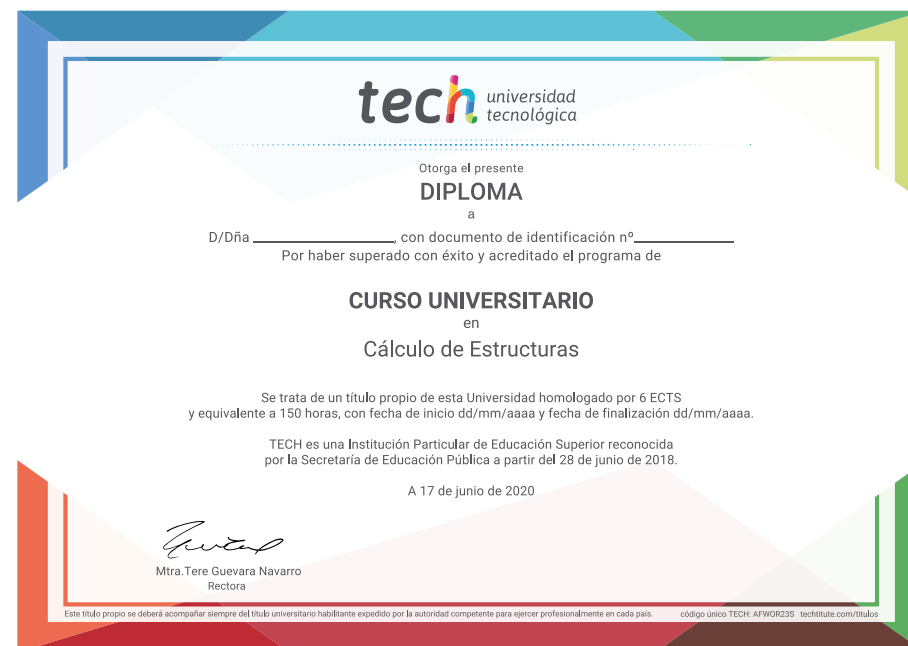 tech universidad
tecnológica
Otorga el presente
DIPLOMA
a
D/Dña ______________, con documento de identificación nº__________
Por haber superado con éxito y acreditado el programa de
CURSO UNIVERSITARIO
en
Cálculo de Estructuras
Se trata de un título propio de esta Universidad homologado por 6 ECTS
y equivalente a 150 horas, con fecha de inicio dd/mm/aaaa y fecha de finalización dd/mm/aaaa.
TECH es una Institución Particular de Educación Superior reconocida
por la Secretaría de Educación Pública a partir del 28 de junio de 2018.
A 17 de junio de 2020
Mtra.Tere Guevara Navarro
Rectora
Este título propio se deberá acompañar siempre del título universitario habilitante expedido por la autoridad competente para ejercer profesionalmente en cada país. código único TECH: AFWOR23S techtitute.com/titulos